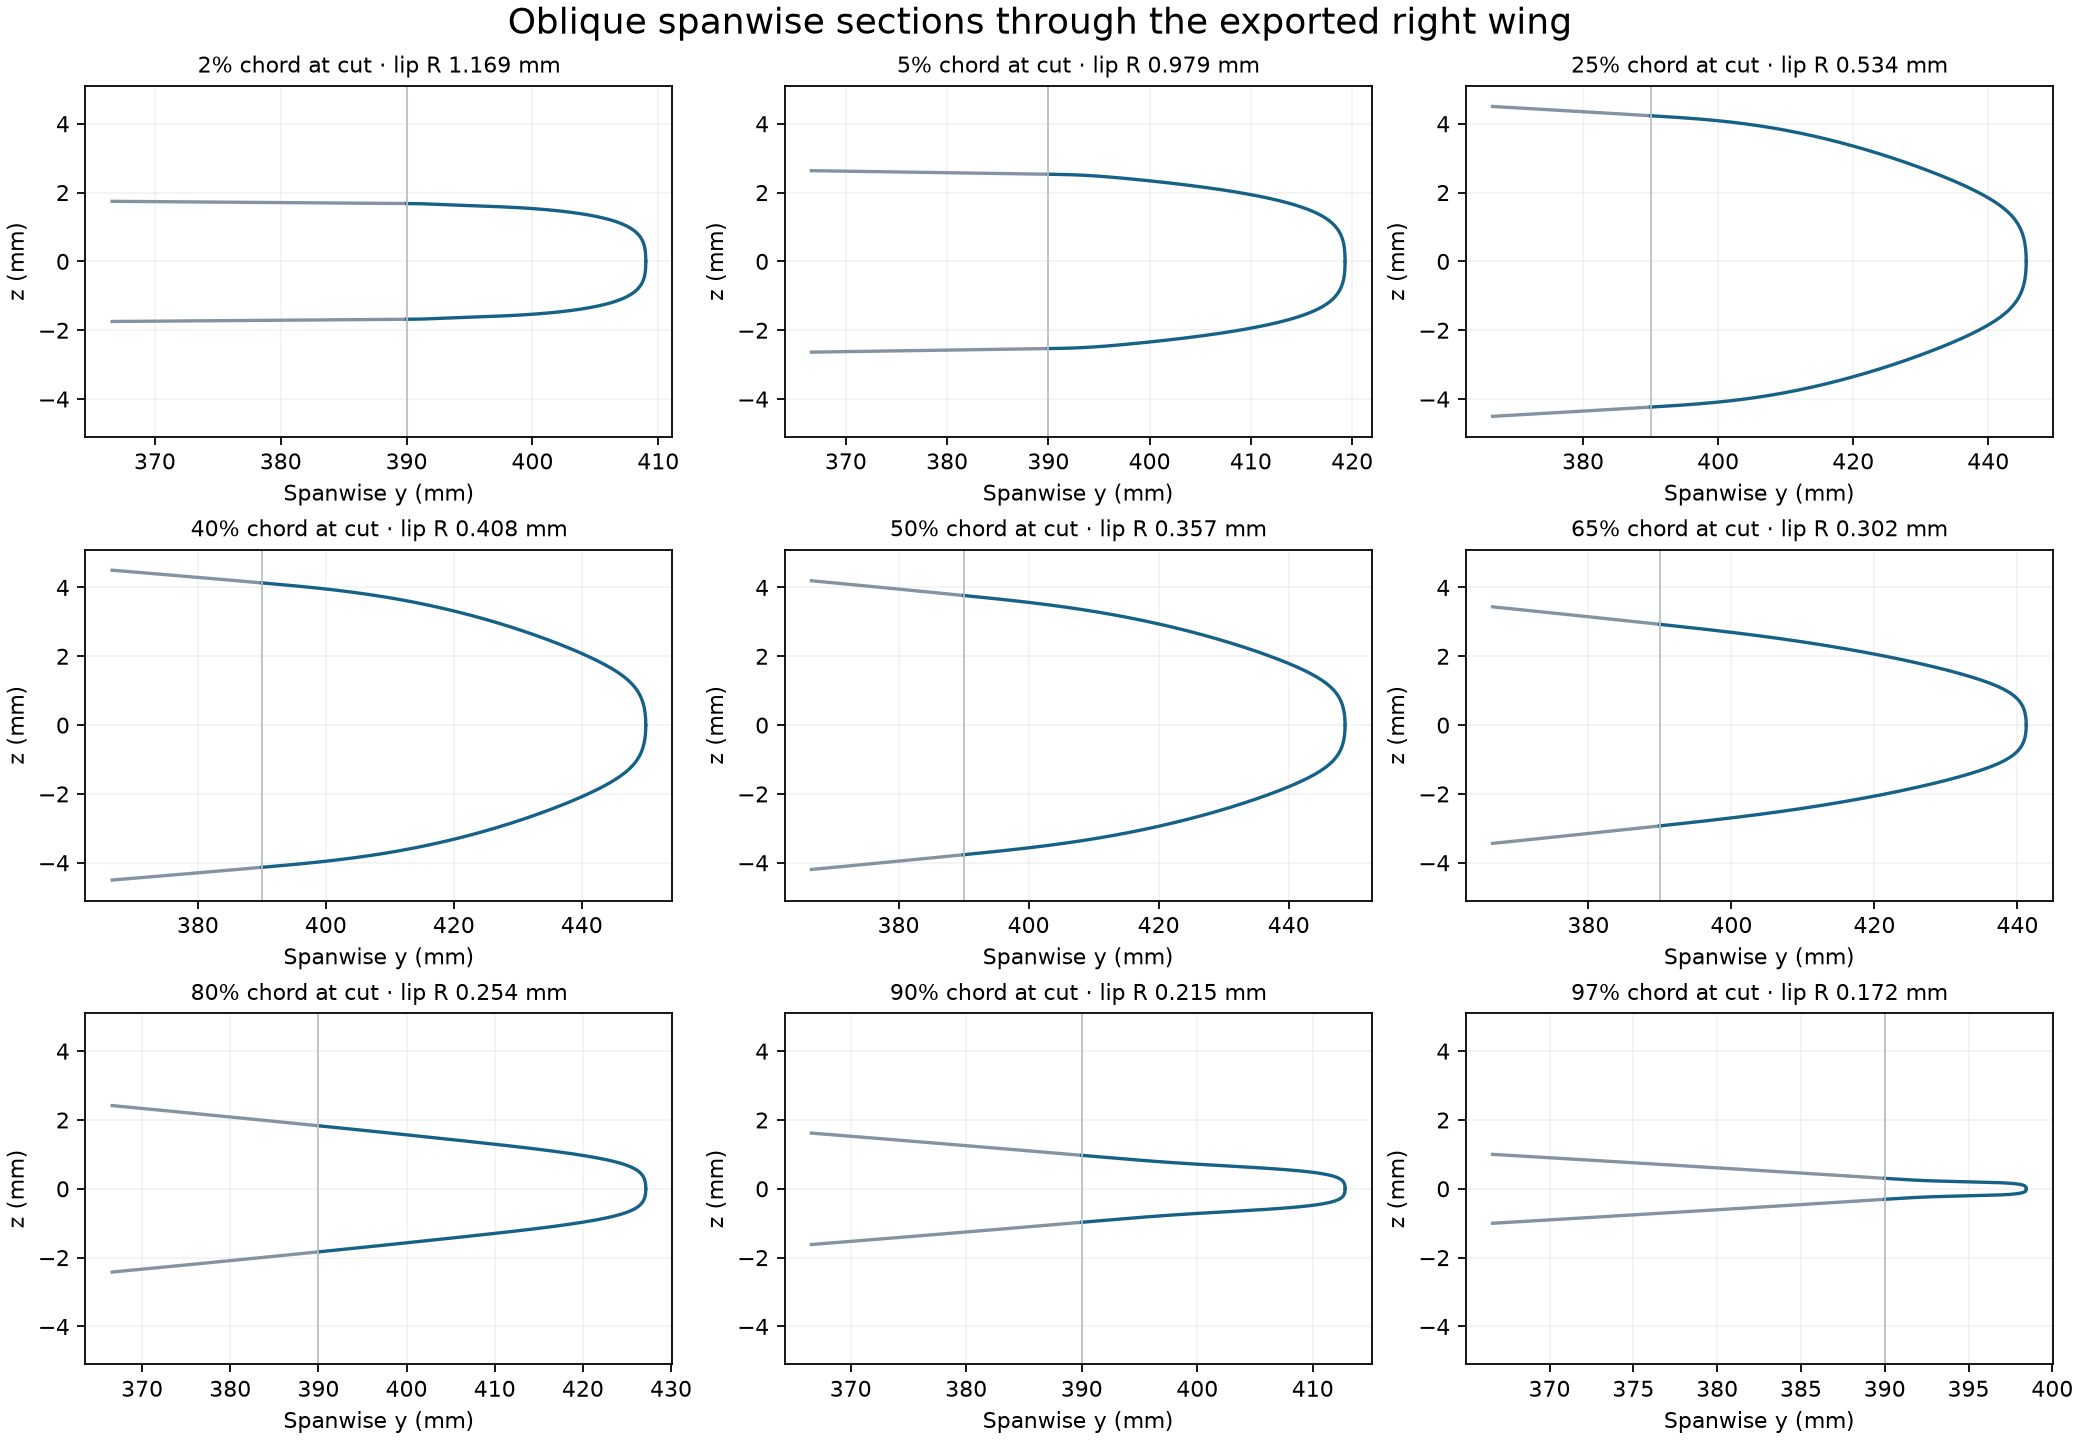 Oblique spanwise sections through the exported right wing
2% chord at cut · lip R 1.169 mm
z (mm)
4
2
0
−2
−4
370 380 390 400 410
Spanwise y (mm)
5% chord at cut · lip R 0.979 mm
z (mm)
4
2
0
−2
−4
370 380 390 400 410 420
Spanwise y (mm)
25% chord at cut · lip R 0.534 mm
z (mm)
4
2
0
−2
−4
380 400 420 440
Spanwise y (mm)
40% chord at cut · lip R 0.408 mm
z (mm)
4
2
0
−2
−4
380 400 420 440
Spanwise y (mm)
50% chord at cut · lip R 0.357 mm
z (mm)
4
2
0
−2
−4
380 400 420 440
Spanwise y (mm)
65% chord at cut · lip R 0.302 mm
z (mm)
4
2
0
−2
−4
380 400 420 440
Spanwise y (mm)
80% chord at cut · lip R 0.254 mm
z (mm)
4
2
0
−2
−4
370 380 390 400 410 420 430
Spanwise y (mm)
90% chord at cut · lip R 0.215 mm
z (mm)
4
2
0
−2
−4
370 380 390 400 410
Spanwise y (mm)
97% chord at cut · lip R 0.172 mm
z (mm)
4
2
0
−2
−4
370 375 380 385 390 395 400
Spanwise y (mm)